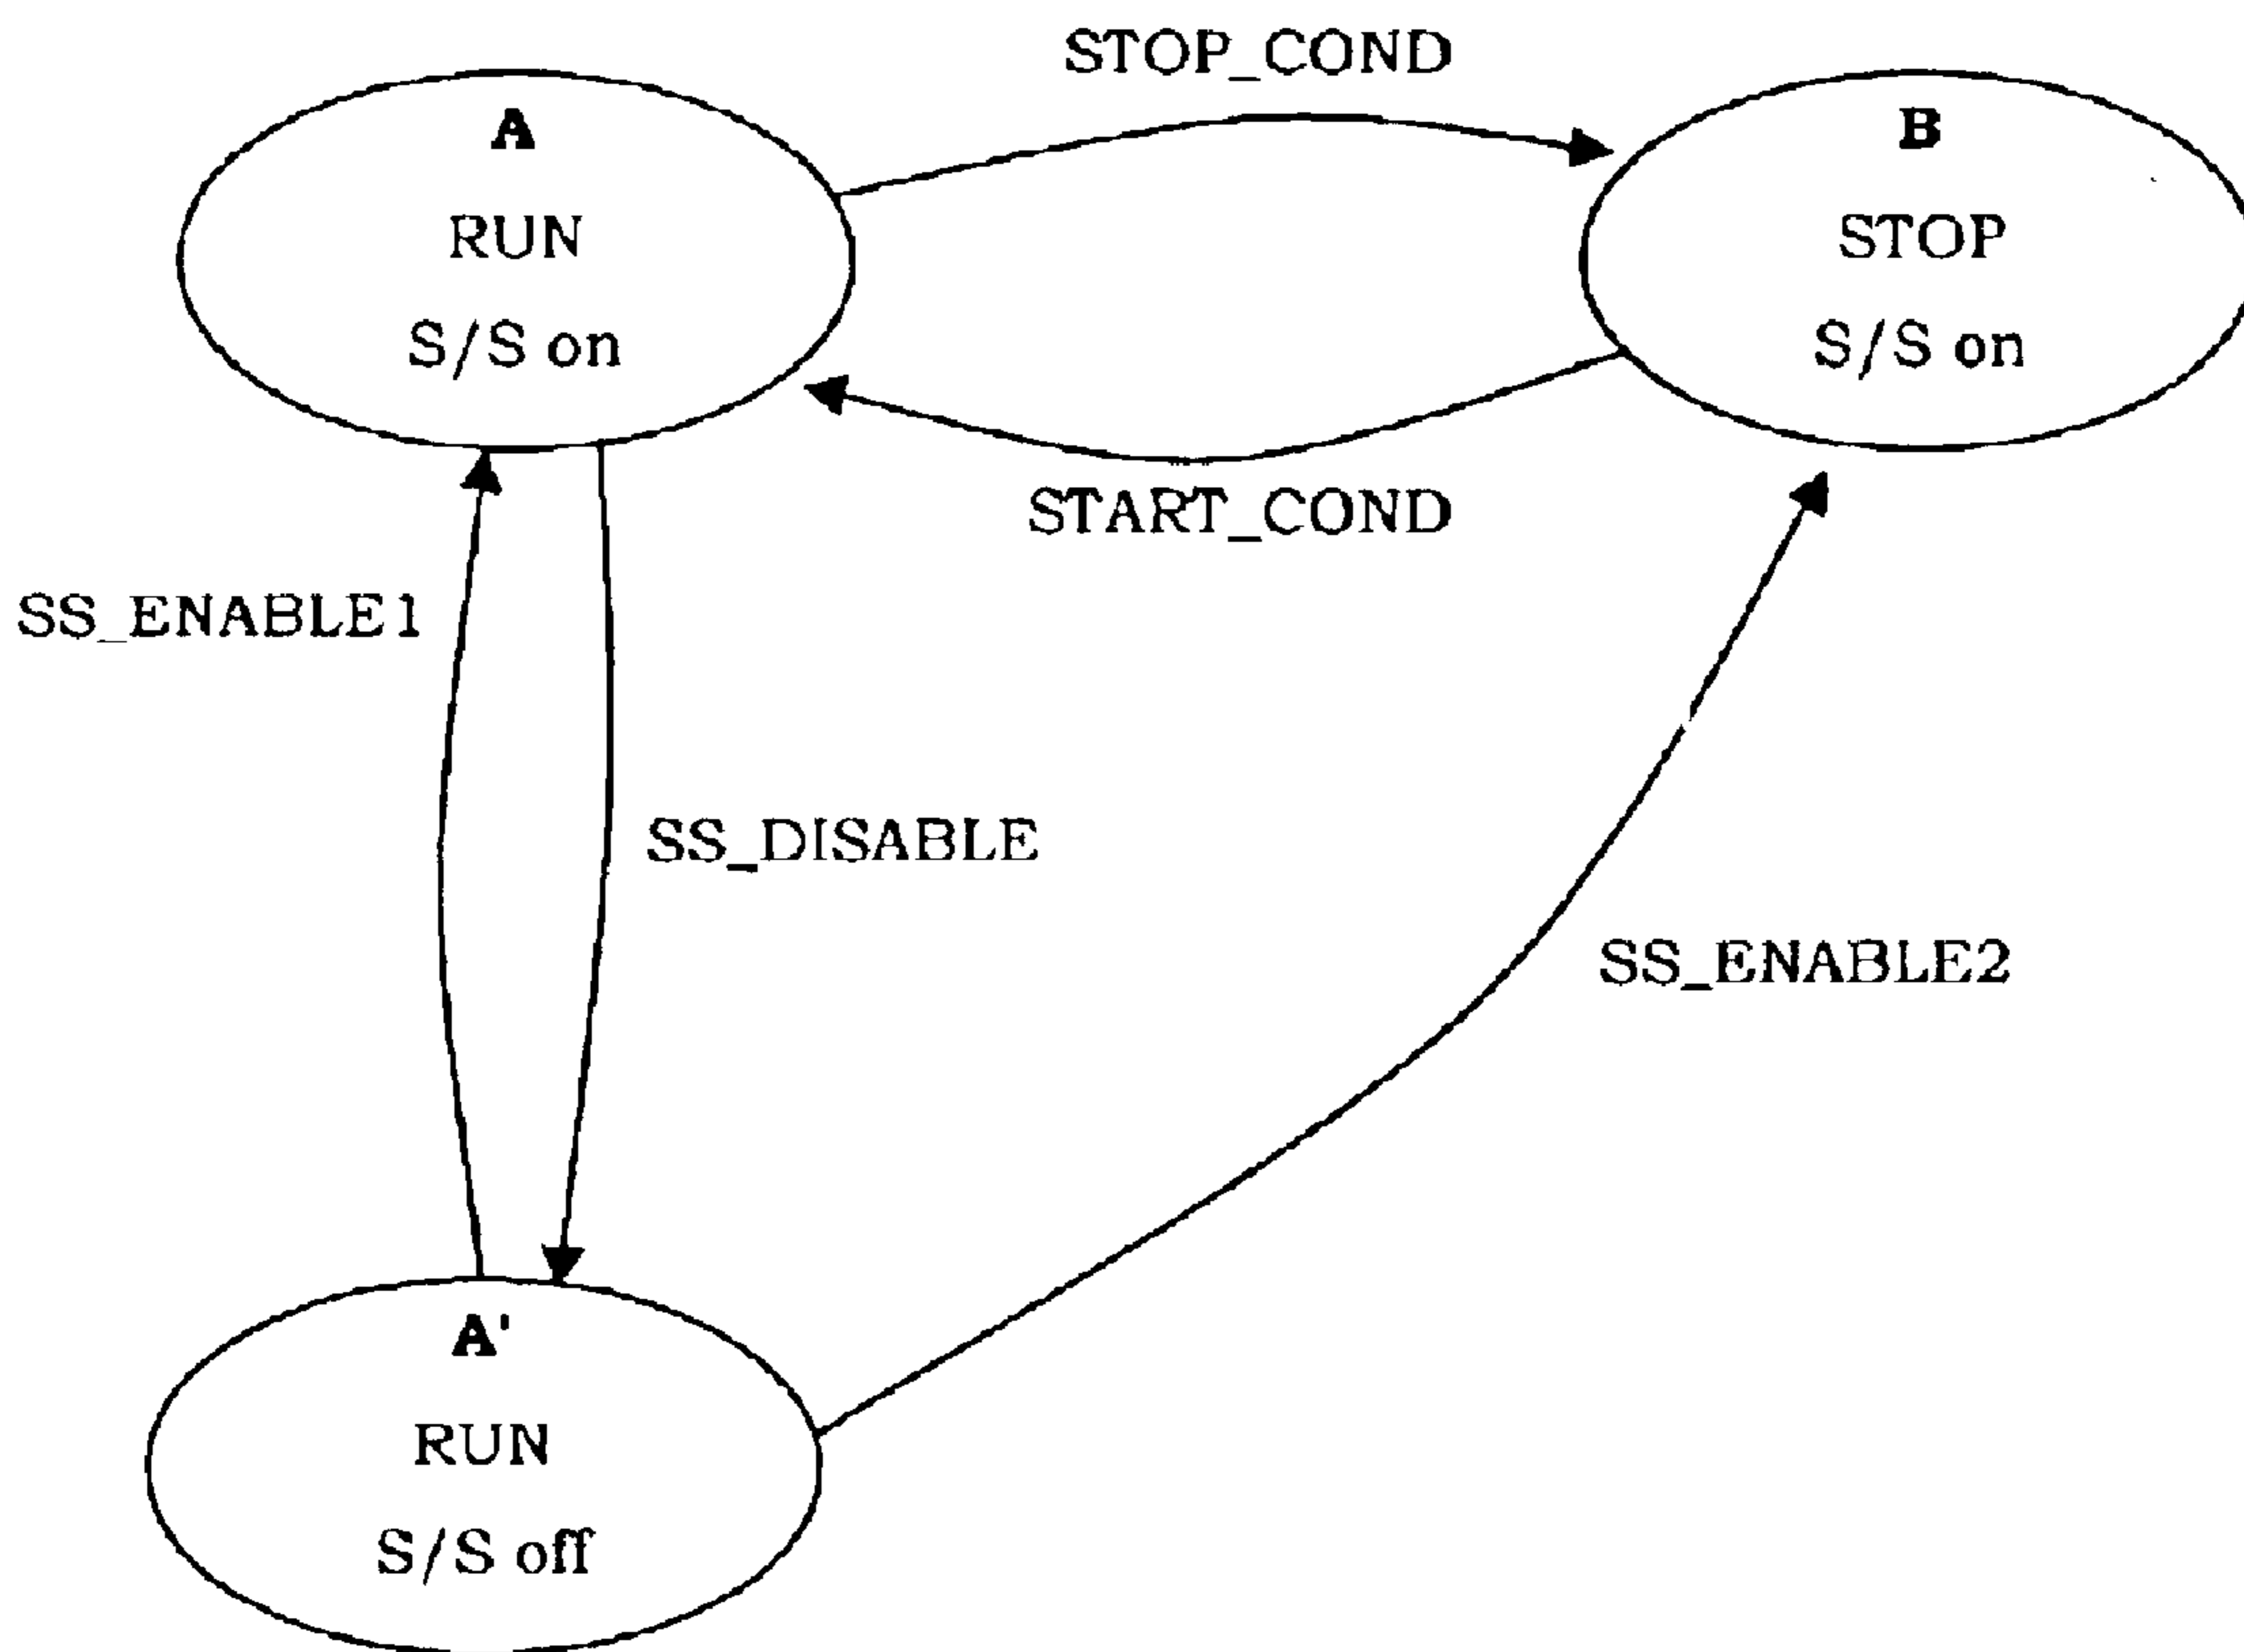 STOP_COND
A
RUN
S/S on
B
STOP
S/S on
START_COND
SS_ENABLE1
SS_DISABLE
SS_ENABLE2
A'
RUN
S/S off